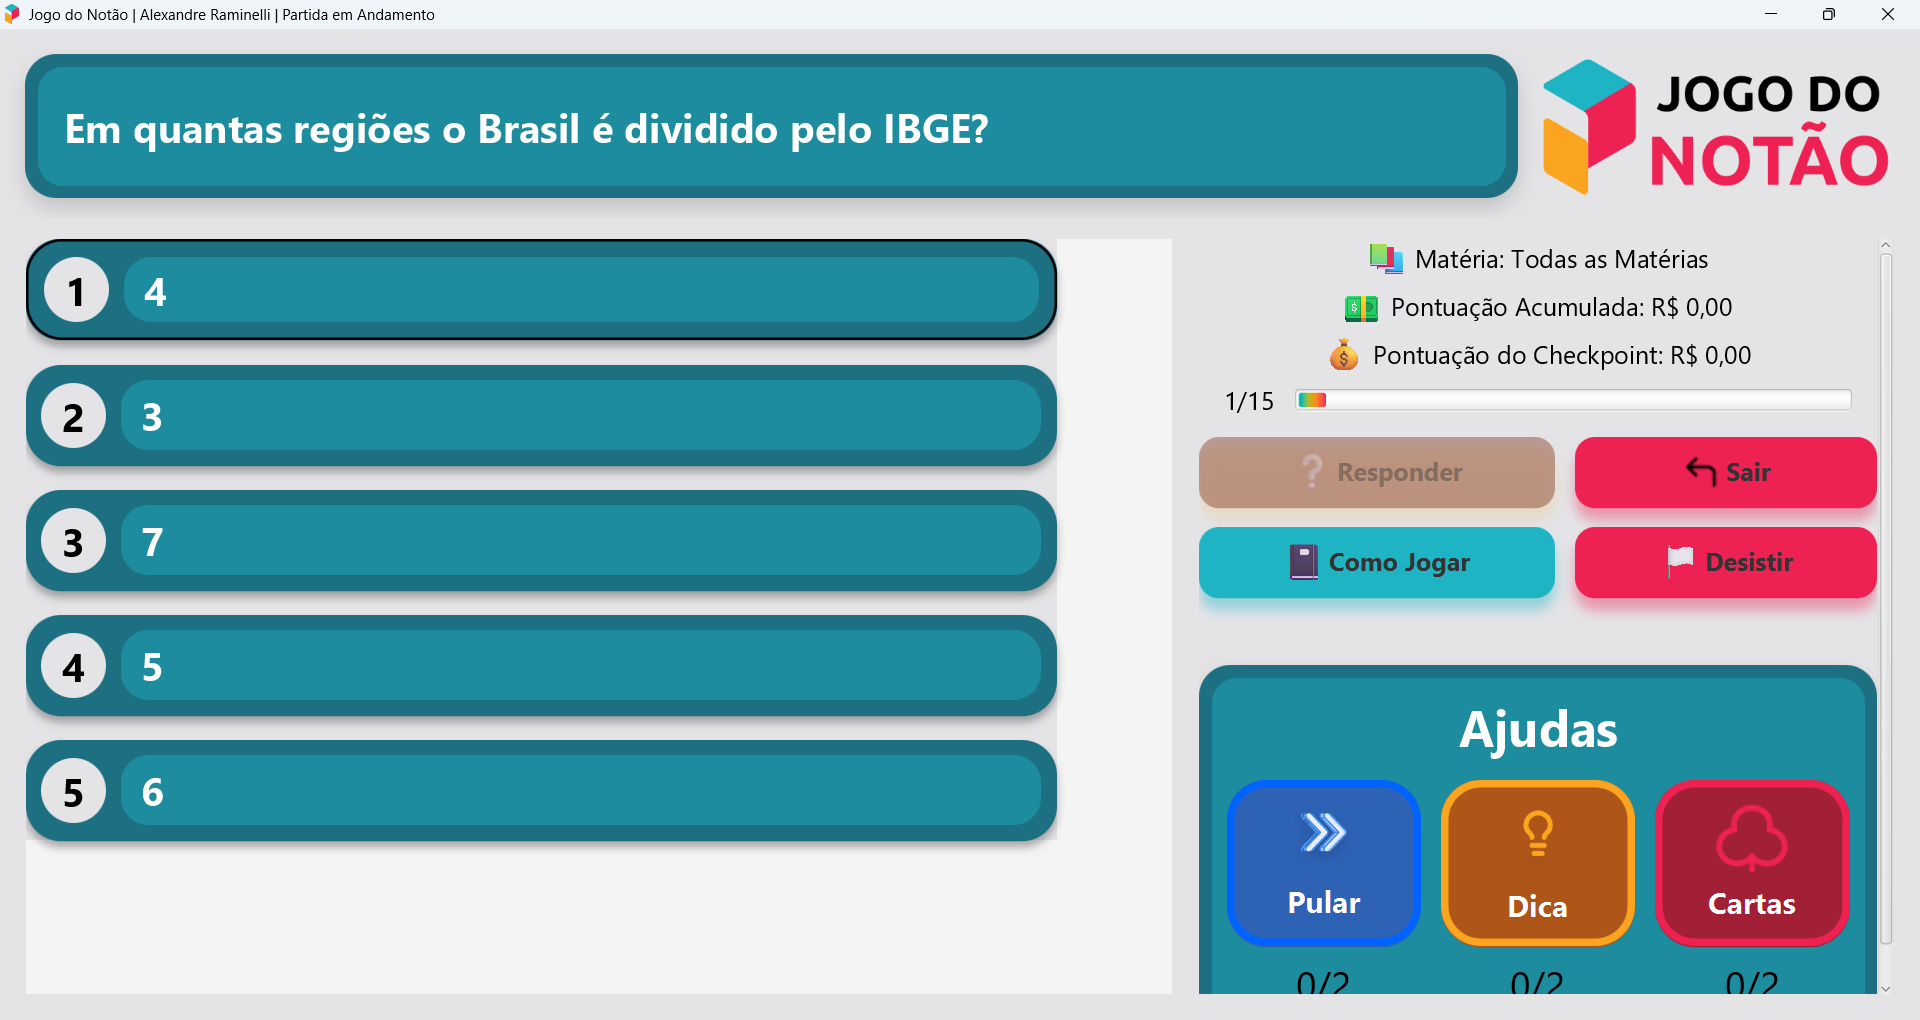 Jogo do Notão | Alexandre Raminelli | Partida em Andamento
Em quantas regiões o Brasil é dividido pelo IBGE?
JOGO DO
NOTÃO
1 4
2 3
3 7
4 5
5 6
Matéria: Todas as Matérias
Pontuação Acumulada: R$ 0,00
Pontuação do Checkpoint: R$ 0,00
1/15
Responder
Sair
Como Jogar
Desistir
Ajudas
Pular
Dica
Cartas
0/2
0/2
0/2